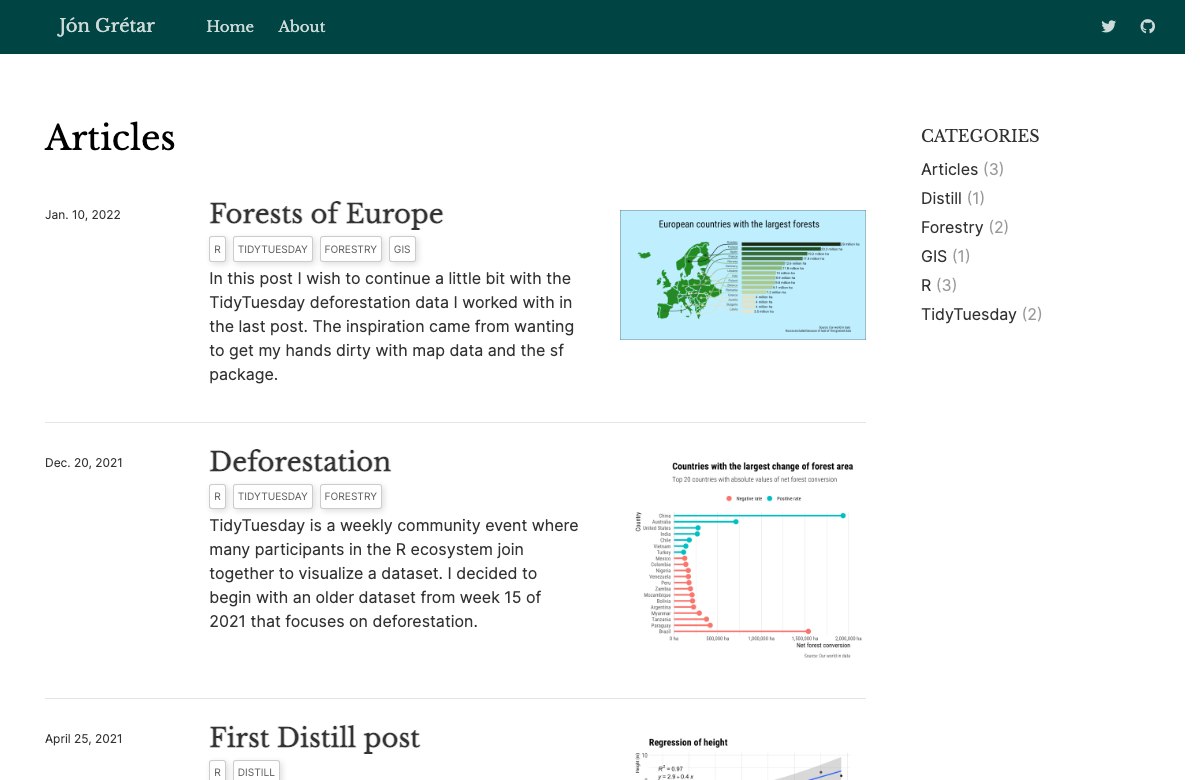 Jón Grétar
Home
About
Articles
Jan. 10, 2022
Forests of Europe
R TIDYTUESDAY FORESTRY GIS
In this post I wished to continue a little bit with the
TidyTuesday deforestation data I worked with in
the last post. The inspiration came from wanting
to get my hands dirty with map data and the sf
package.
European countries with the largest forests
Dec. 20, 2021
Deforestation
R TIDYTUESDAY FORESTRY
TidyTuesday is a weekly community event where
many participants in the R ecosystem join
together to visualize a dataset. I decided to
begin with an older dataset from week 15 of
2021 that focuses on deforestation.
Countries with the largest change of forest area
Top 20 countries with absolute values of net forest conversion
Negative rate Positive rate
Country
China
Australia
United States
India
Chile
Vietnam
Turkey
Mexico
Colombia
Nigeria
Venezuela
Peru
Zambia
Mozambique
Bolivia
Argentina
Myanmar
Tanzania
Paraguay
Brazil
0 ha 500,000 ha 1,000,000 ha 1,500,000 ha 2,000,000 ha
Net forest conversion
Source: Our world in data
April 25, 2021
First Distill post
R DISTILL
Regression of height
10
Height (m)
R² = 0.97
y = 2.9 + 0.4 x
CATEGORIES
Articles (3)
Distill (1)
Forestry (2)
GIS (1)
R (3)
TidyTuesday (2)